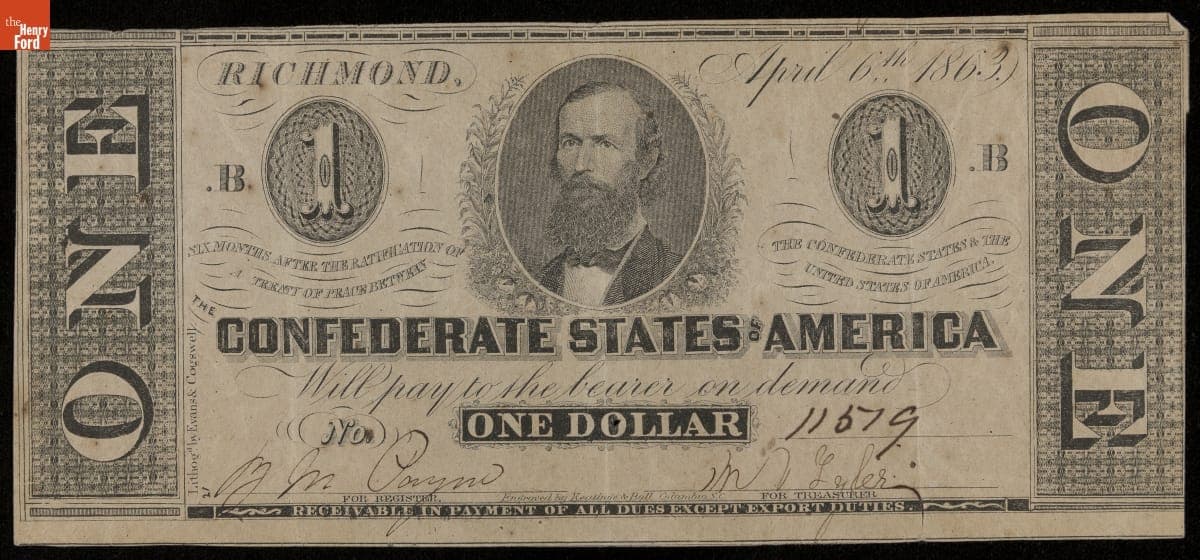 the
Henry
Ford
RICHMOND, April 6th 1863.
ONE
ONE
1 1
.B .B
SIX MONTHS AFTER THE RATIFICATION OF
A TREATY OF PEACE BETWEEN
THE CONFEDERATE STATES & THE
UNITED STATES OF AMERICA.
THE
CONFEDERATE STATES OF AMERICA
Will pay to the bearer on demand
No. ONE DOLLAR 11519
Lithog'd by Evans & Cogswell
FOR REGISTER. Engraved by Keatinge & Ball Columbia, S.C. FOR TREASURER
RECEIVABLE IN PAYMENT OF ALL DUES EXCEPT EXPORT DUTIES.